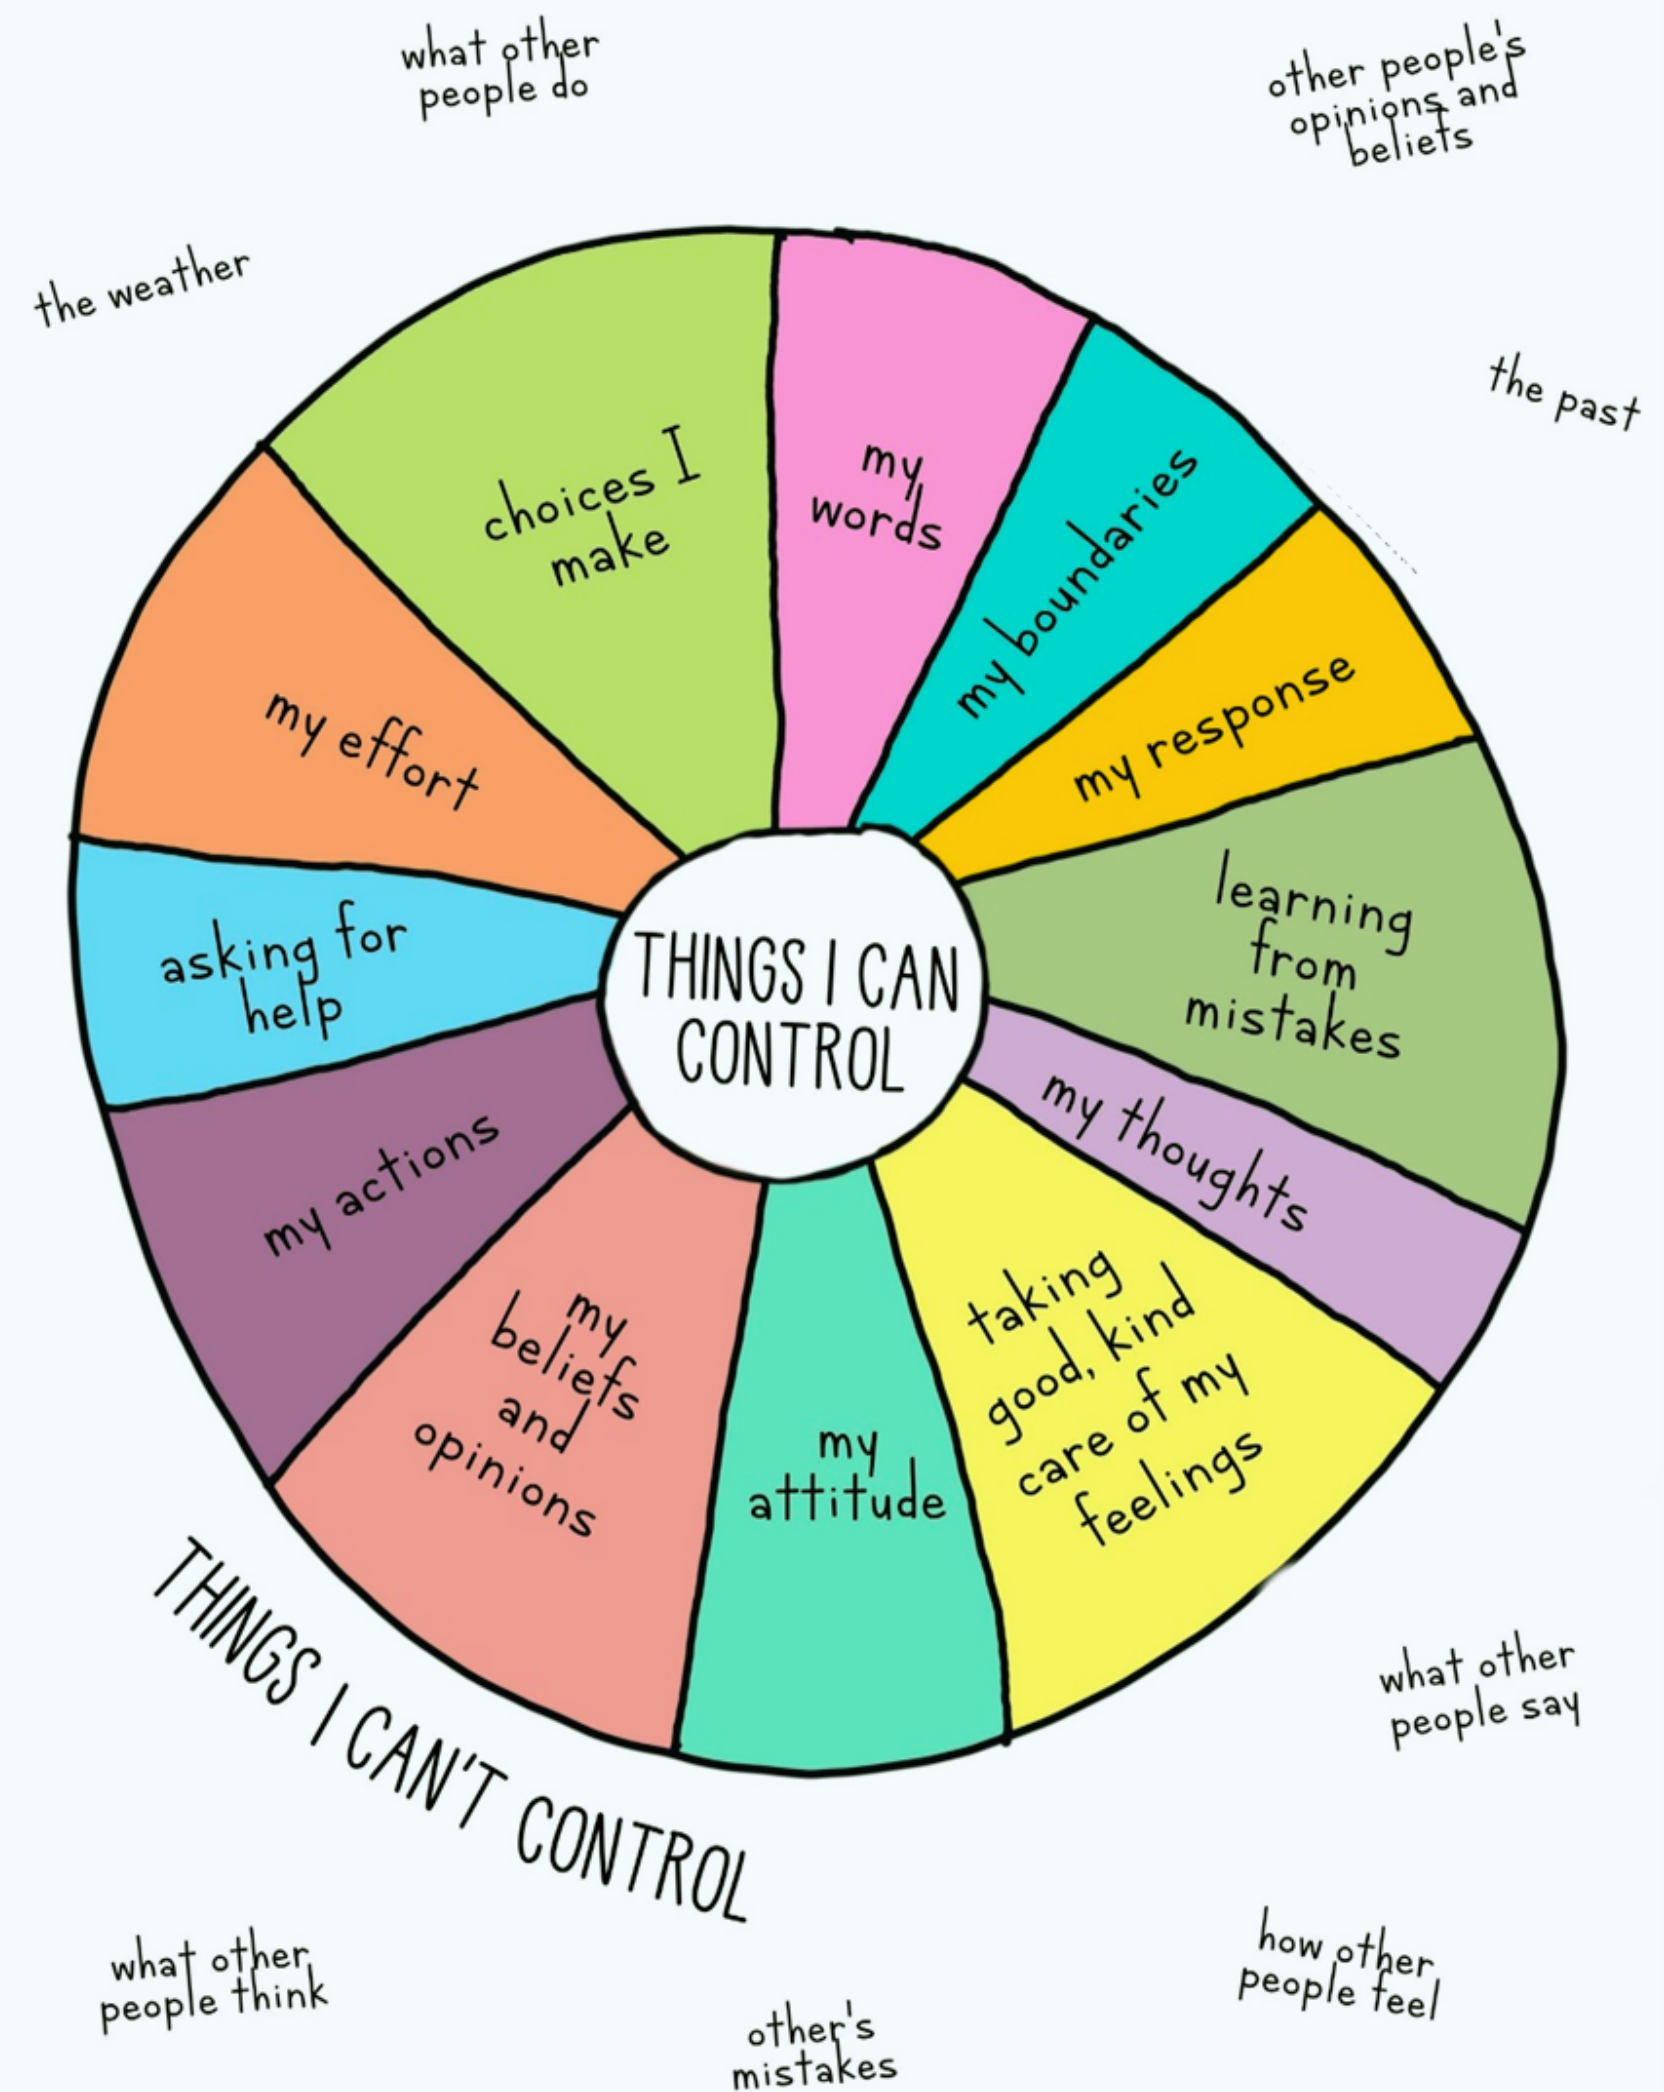 what other
people do
other people's
opinions and
beliefs
the weather
the past
choices I
make
my
words
my boundaries
my response
learning
from
mistakes
my thoughts
taking
good, kind
care of my
feelings
my
attitude
my
beliefs
and
opinions
my actions
asking for
help
my effort
THINGS I CAN
CONTROL
THINGS I CAN'T CONTROL
what other
people say
how other
people feel
other's
mistakes
what other
people think